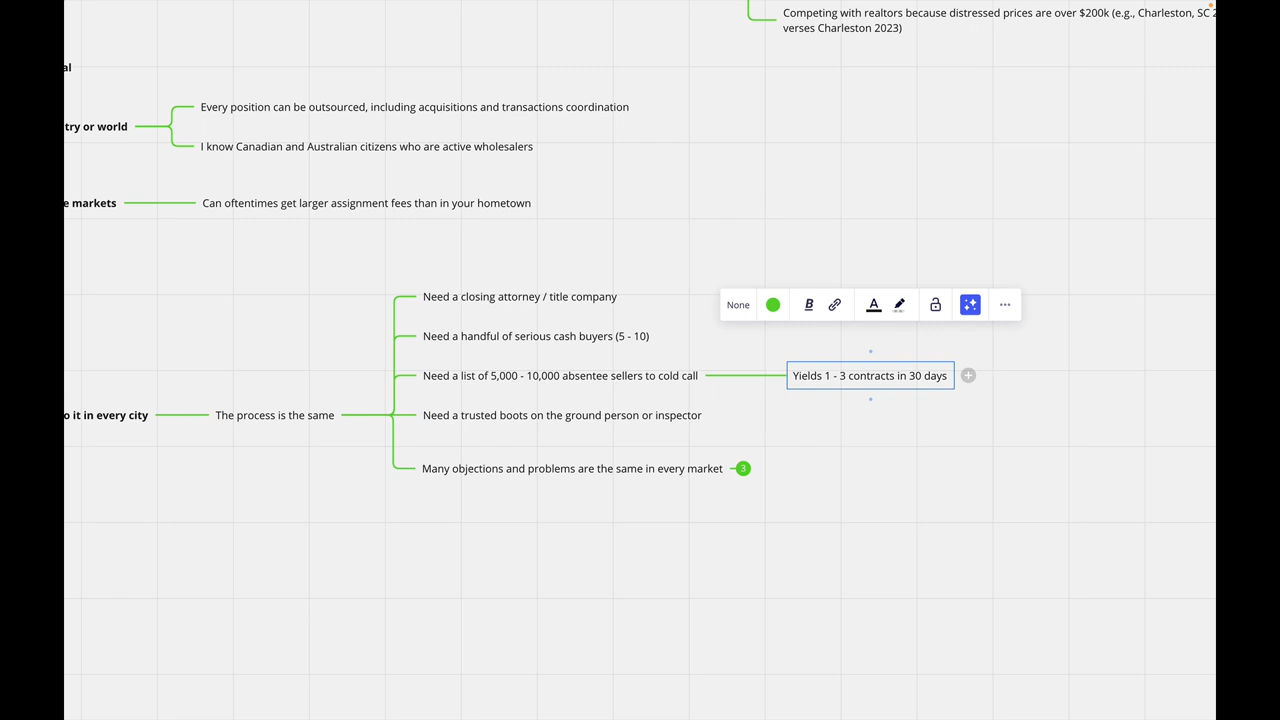 Competing with realtors because distressed prices are over $200k (e.g., Charleston, SC 2
verses Charleston 2023)
al
Every position can be outsourced, including acquisitions and transactions coordination
try or world
I know Canadian and Australian citizens who are active wholesalers
e markets
Can oftentimes get larger assignment fees than in your hometown
Need a closing attorney / title company
None
B
A
Need a handful of serious cash buyers (5 - 10)
Need a list of 5,000 - 10,000 absentee sellers to cold call
Yields 1 - 3 contracts in 30 days
o it in every city
The process is the same
Need a trusted boots on the ground person or inspector
Many objections and problems are the same in every market
3